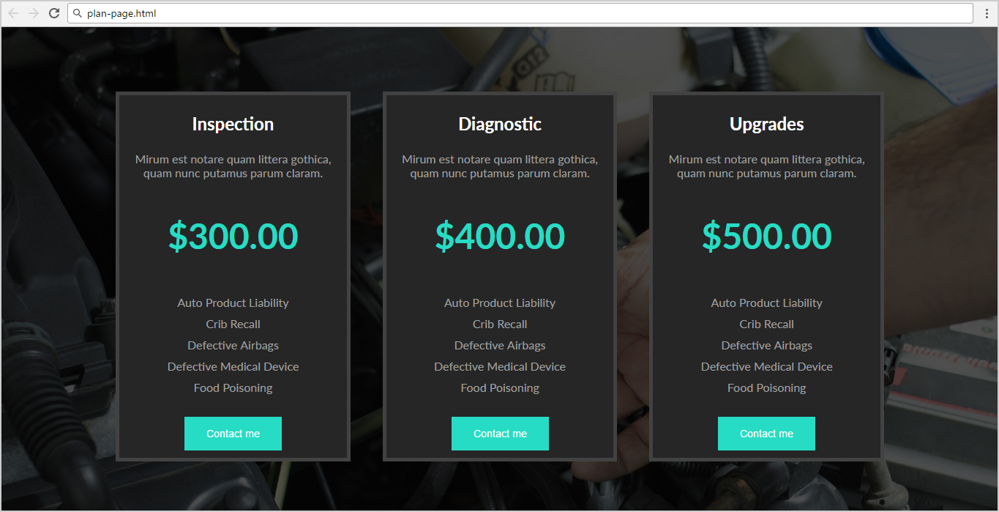 plan-page.html
Inspection
Mirum est notare quam littera gothica,
quam nunc putamus parum claram.
$300.00
Auto Product Liability
Crib Recall
Defective Airbags
Defective Medical Device
Food Poisoning
Contact me
Diagnostic
Mirum est notare quam littera gothica,
quam nunc putamus parum claram.
$400.00
Auto Product Liability
Crib Recall
Defective Airbags
Defective Medical Device
Food Poisoning
Contact me
Upgrades
Mirum est notare quam littera gothica,
quam nunc putamus parum claram.
$500.00
Auto Product Liability
Crib Recall
Defective Airbags
Defective Medical Device
Food Poisoning
Contact me